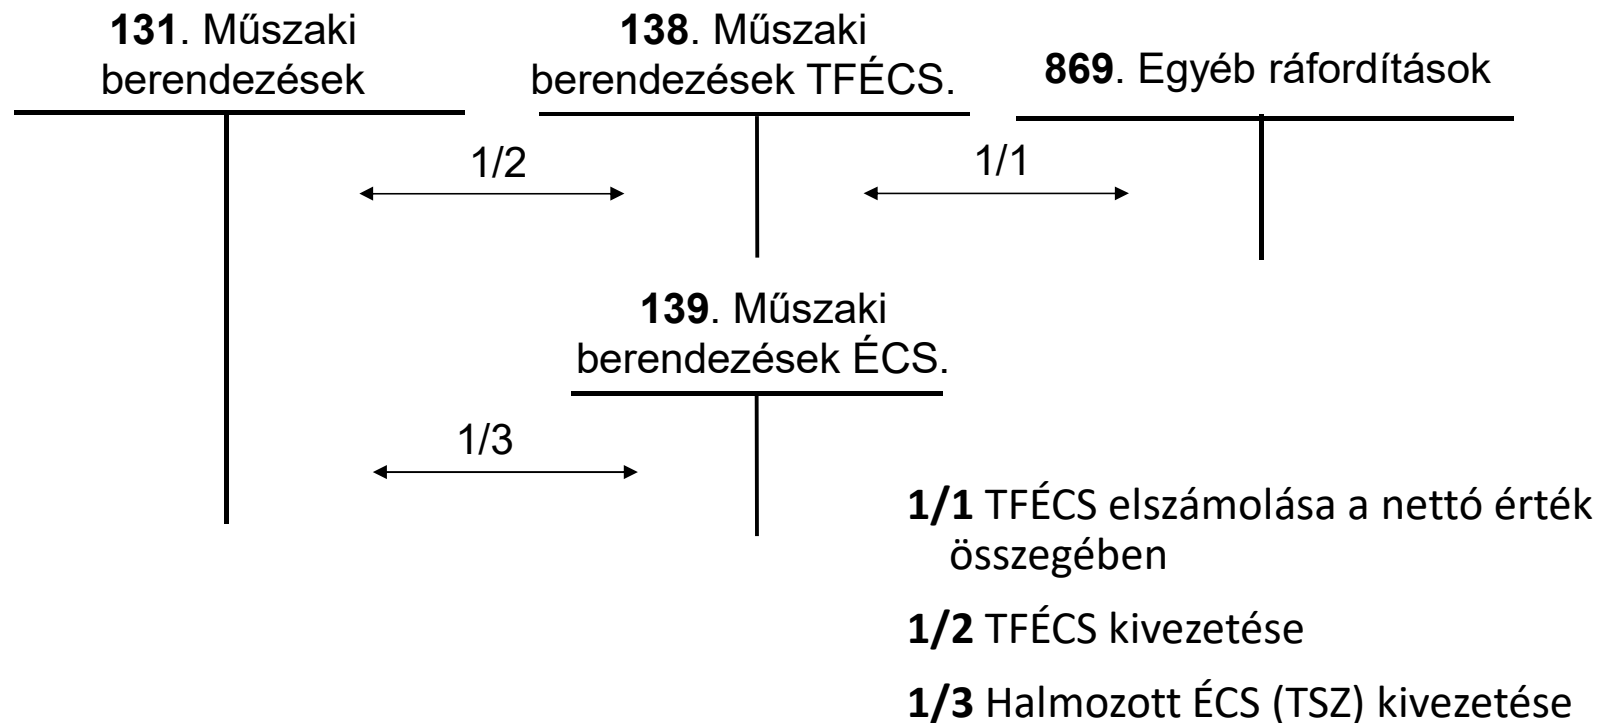 131. Műszaki
berendezések
138. Műszaki
berendezések TFÉCS.
869. Egyéb ráfordítások
1/2
1/1
139. Műszaki
berendezések ÉCS.
1/3
1/1 TFÉCS elszámolása a nettó érték
összegében
1/2 TFÉCS kivezetése
1/3 Halmozott ÉCS (TSZ) kivezetése